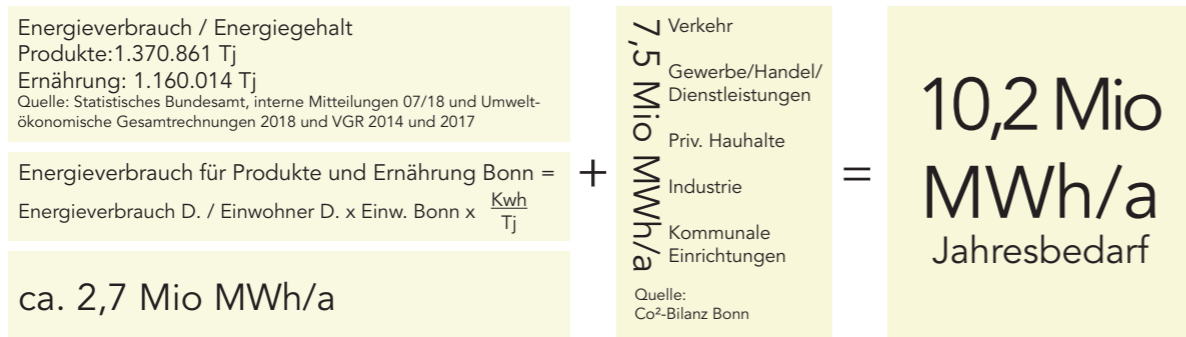 Energieverbrauch / Energiegehalt
Produkte:1.370.861 Tj
Ernährung: 1.160.014 Tj
Quelle: Statistisches Bundesamt, interne Mitteilungen 07/18 und Umwelt-
ökonomische Gesamtrechnungen 2018 und VGR 2014 und 2017
Energieverbrauch für Produkte und Ernährung Bonn =
Energieverbrauch D. / Einwohner D. x Einw. Bonn x Kwh
Tj
ca. 2,7 Mio MWh/a
+
7,5 Mio MWh/a
Verkehr
Gewerbe/Handel/
Dienstleistungen
Priv. Hauhalte
Industrie
Kommunale
Einrichtungen
Quelle:
Co²-Bilanz Bonn
=
10,2 Mio
MWh/a
Jahresbedarf